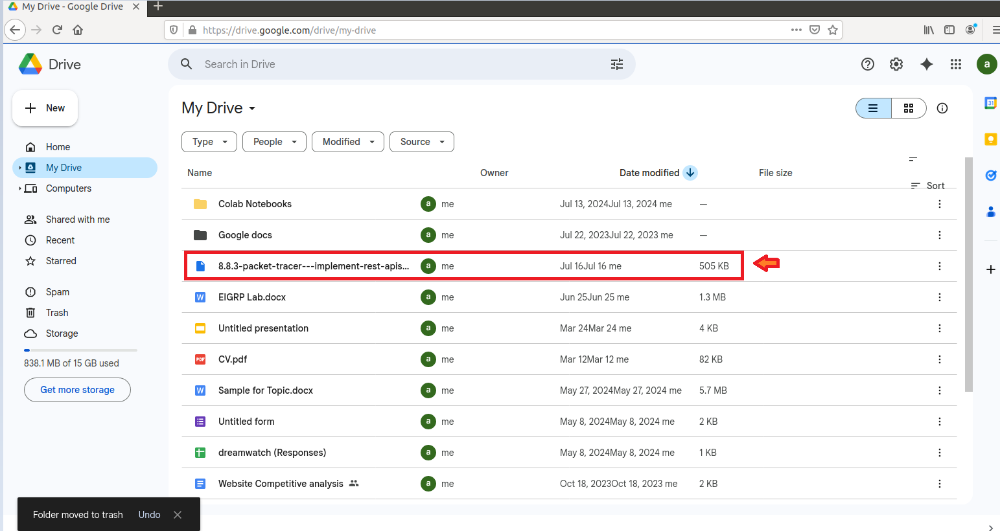 My Drive - Google Drive
https://drive.google.com/drive/my-drive
Drive
Search in Drive
a
New
Home
My Drive
Computers
Shared with me
Recent
Starred
Spam
Trash
Storage
838.1 MB of 15 GB used
Get more storage
My Drive
Type People Modified Source
Name Owner Date modified File size
Sort
Colab Notebooks a me Jul 13, 2024Jul 13, 2024 me —
Google docs a me Jul 22, 2023Jul 22, 2023 me —
8.8.3-packet-tracer---implement-rest-apis... a me Jul 16Jul 16 me 505 KB
W EIGRP Lab.docx a me Jun 25Jun 25 me 1.3 MB
Untitled presentation a me Mar 24Mar 24 me 4 KB
PDF CV.pdf a me Mar 12Mar 12 me 82 KB
W Sample for Topic.docx a me May 27, 2024May 27, 2024 me 5.7 MB
Untitled form a me May 8, 2024May 8, 2024 me 2 KB
dreamwatch (Responses) a me May 8, 2024May 8, 2024 me 1 KB
Website Competitive analysis a me Oct 18, 2023Oct 18, 2023 me 2 KB
31
Folder moved to trash Undo